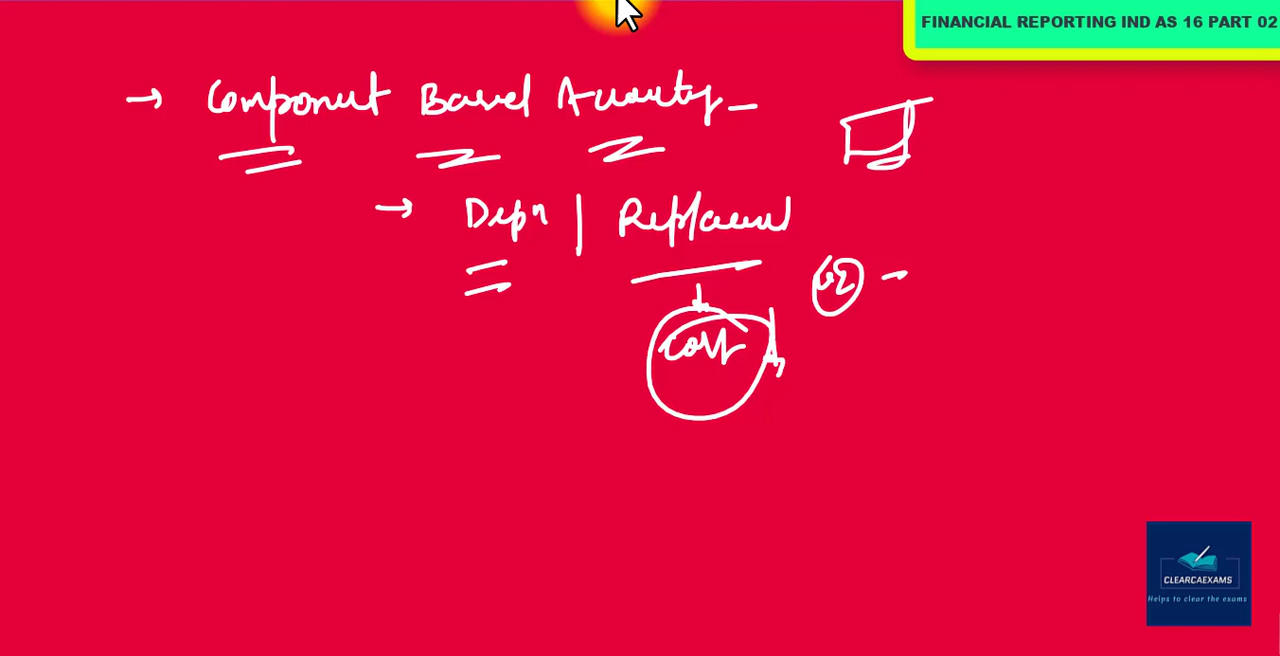 FINANCIAL REPORTING IND AS 16 PART 02
→ Component Based Accounting -
→ Depn | Replacement
Cost
CLEARCAEXAMS
Helps to clear the exams